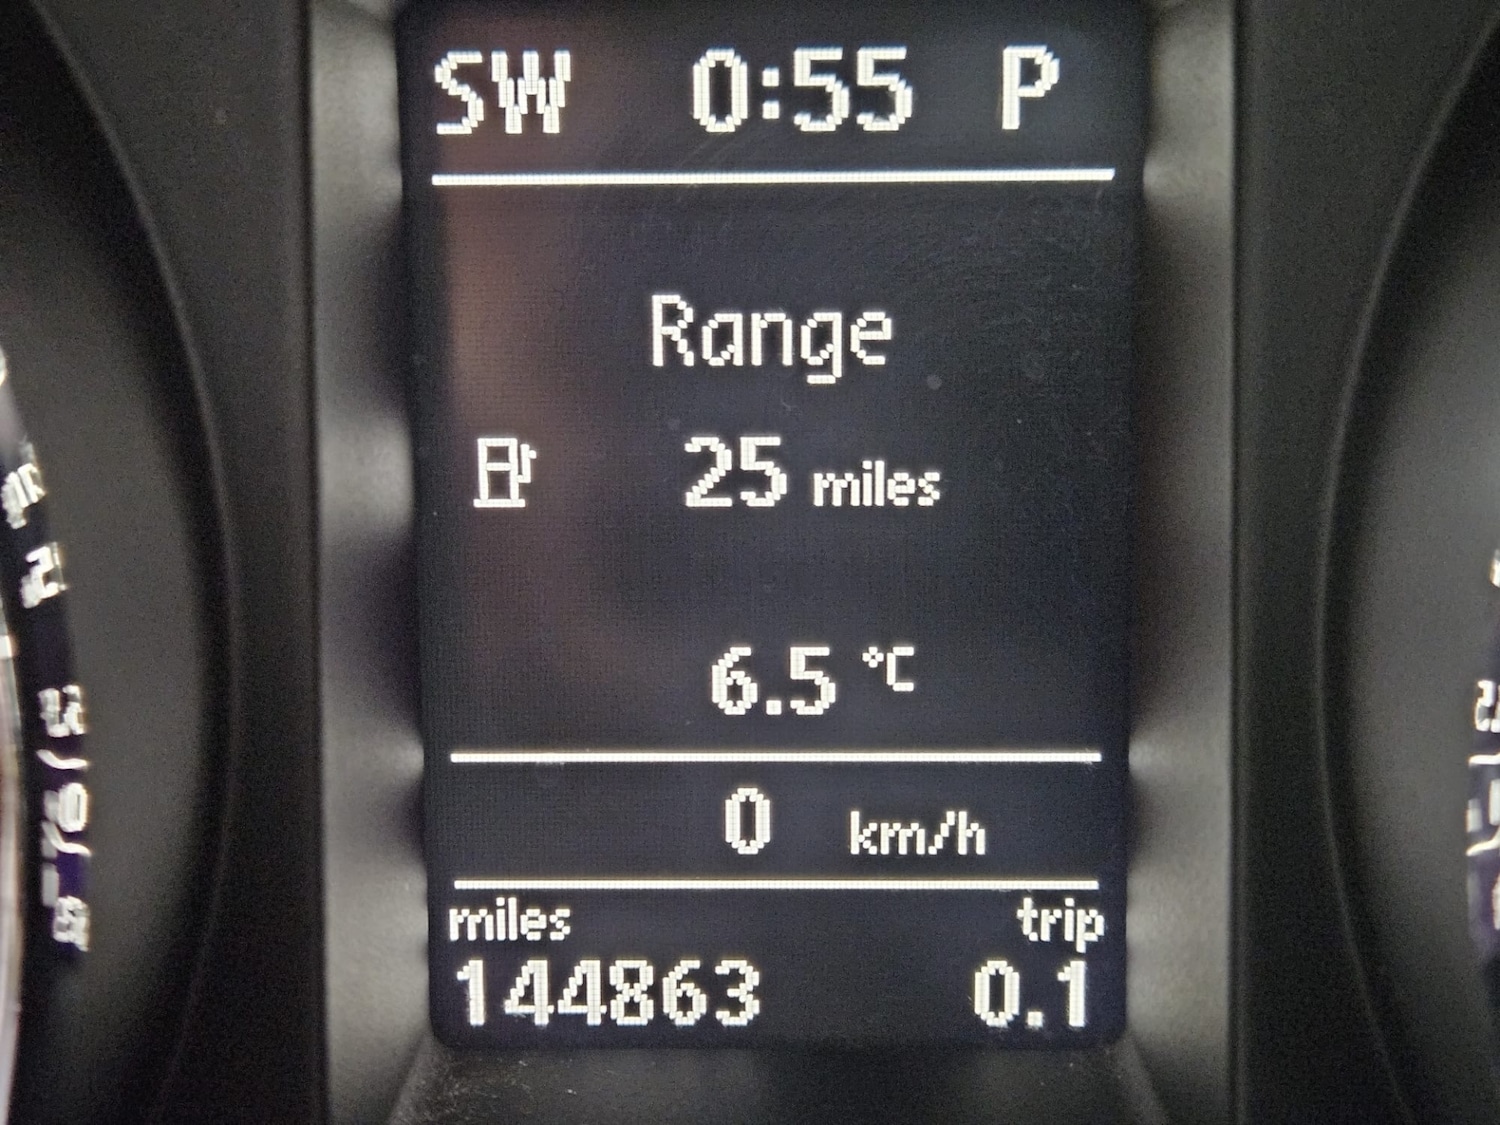 SW 0:55 P
Range
25 miles
6.5 °C
0 km/h
miles trip
144863 0.1